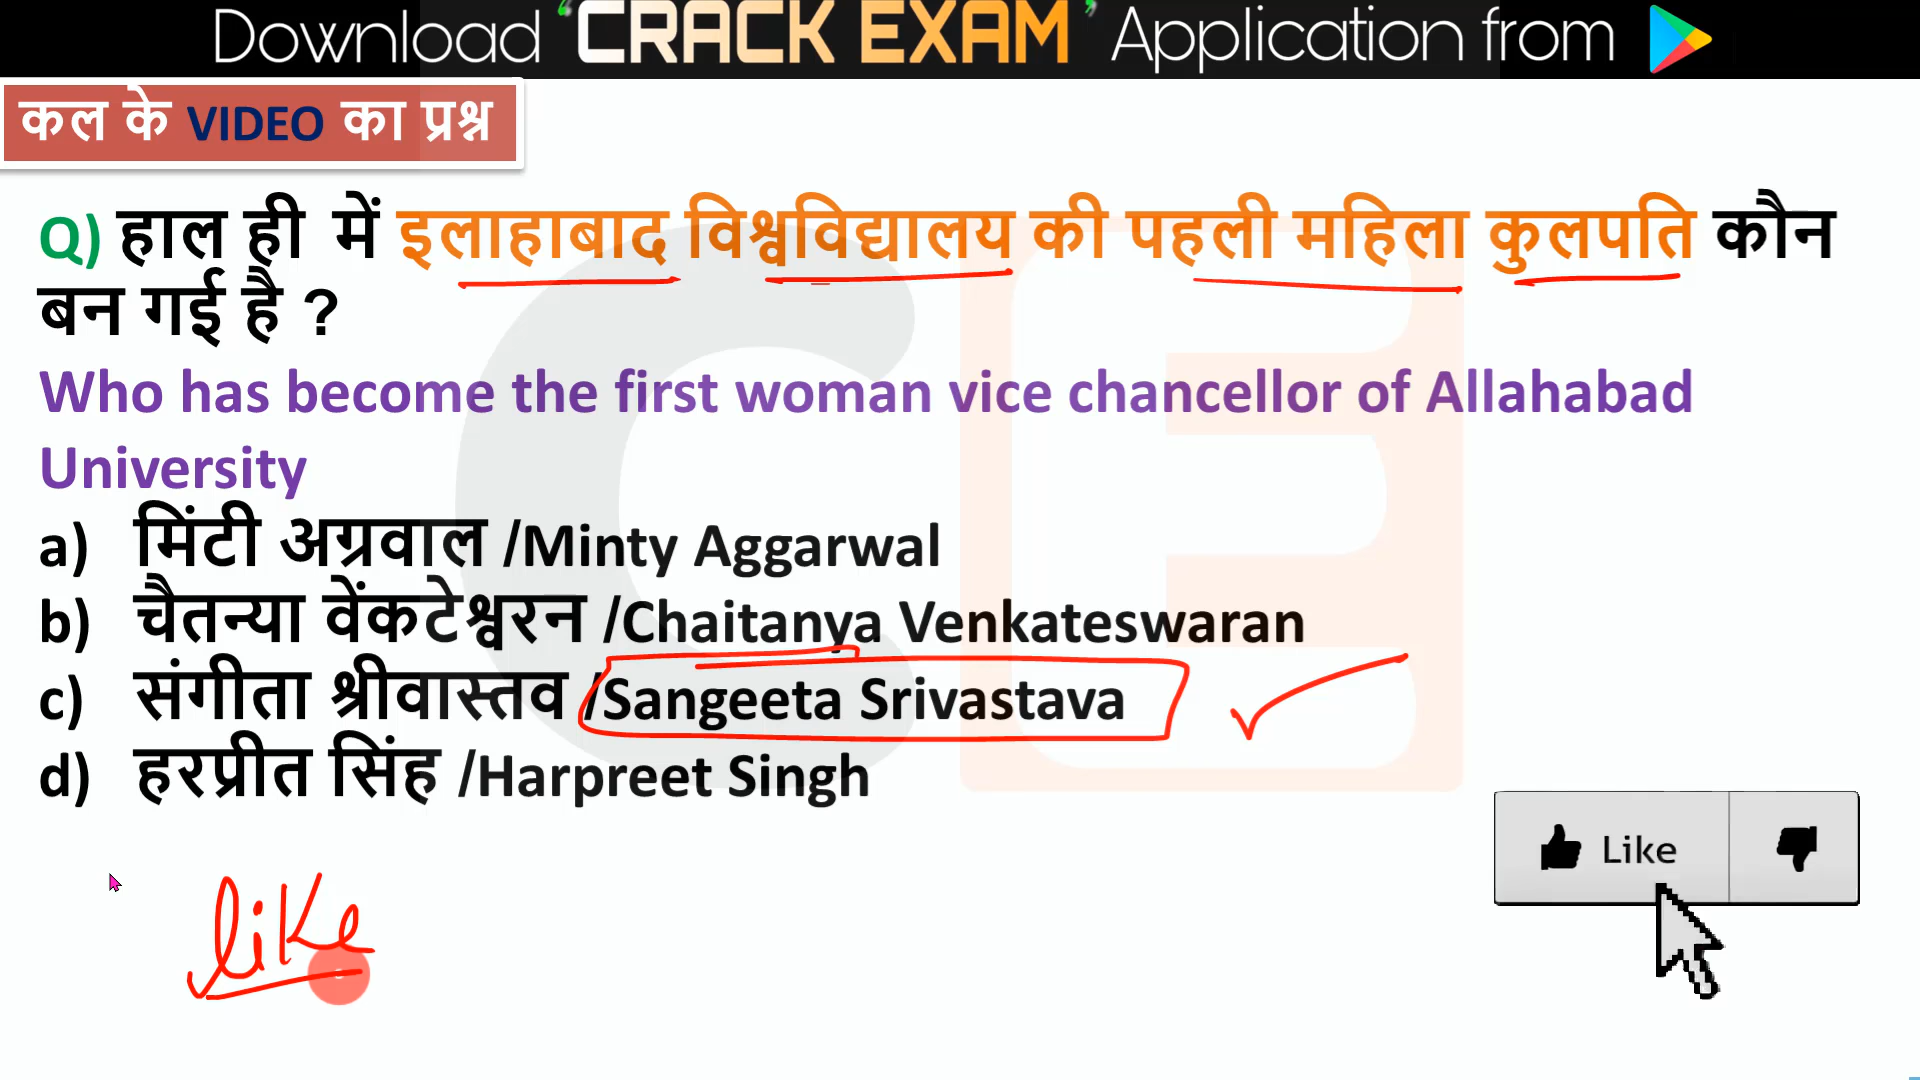 Download ‘CRACK EXAM’ Application from
कल के VIDEO का प्रश्न
Q) हाल ही में इलाहाबाद विश्वविद्यालय की पहली महिला कुलपति कौन
बन गई है ?
Who has become the first woman vice chancellor of Allahabad
University
a) मिंटी अग्रवाल /Minty Aggarwal
b) चैतन्या वेंकटेश्वरन /Chaitanya Venkateswaran
c) संगीता श्रीवास्तव /Sangeeta Srivastava
d) हरप्रीत सिंह /Harpreet Singh
Like
like